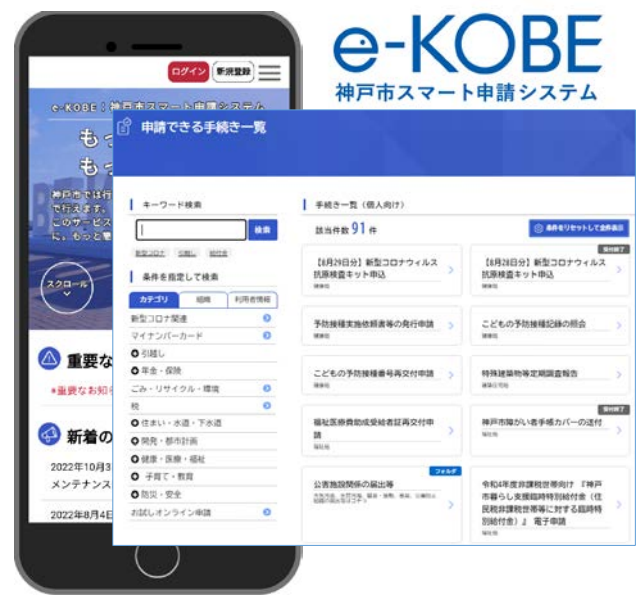 e-KOBE
神戸市スマート申請システム
ログイン
新規登録
e-KOBE：神戸市スマート申請システム
もっ
もっ
神戸市では行
で行えます。
このサービス
に、もっと
スクロール
重要な
*重要なお知ら
新着の
2022年10月3
メンテナンス
2022年8月4日
申請できる手続き一覧
キーワード検索
検索
新型コロナ 引越し 給付金
条件を指定して検索
カテゴリ 組織 利用者情報
新型コロナ関連
マイナンバーカード
引越し
年金・保険
ごみ・リサイクル・環境
税
住まい・水道・下水道
開発・都市計画
健康・医療・福祉
子育て・教育
防災・安全
お試しオンライン申請
手続き一覧（個人向け）
該当件数 91 件
条件をリセットして全件表示
【8月29日分】新型コロナウィルス
抗原検査キット申込
健康局
受付終了
【8月28日分】新型コロナウィルス
抗原検査キット申込
健康局
予防接種実施依頼書等の発行申請
健康局
こどもの予防接種記録の照会
健康局
こどもの予防接種番号再交付申請
健康局
特殊建築物等定期調査報告
建築住宅局
福祉医療費助成受給者証再交付申
請
福祉局
受付終了
神戸市障がい者手帳カバーの送付
福祉局
フォルダ
公害施設関係の届出等
令和4年度非課税世帯向け 『神戸
市暮らし支援臨時特別給付金（住
民税非課税世帯等に対する臨時特
別給付金）』 電子申請
福祉局